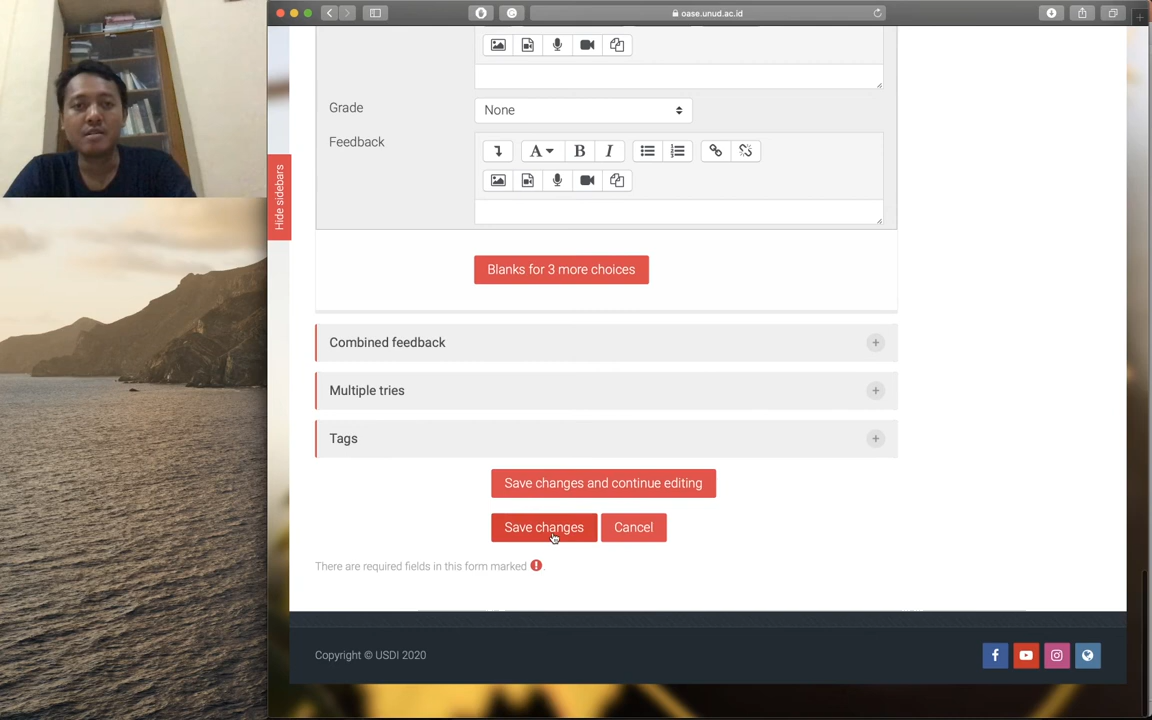 oase.unud.ac.id
Hide sidebars
Grade
None
Feedback
A B I
Blanks for 3 more choices
Combined feedback
Multiple tries
Tags
Save changes and continue editing
Save changes
Cancel
There are required fields in this form marked
Copyright © USDI 2020